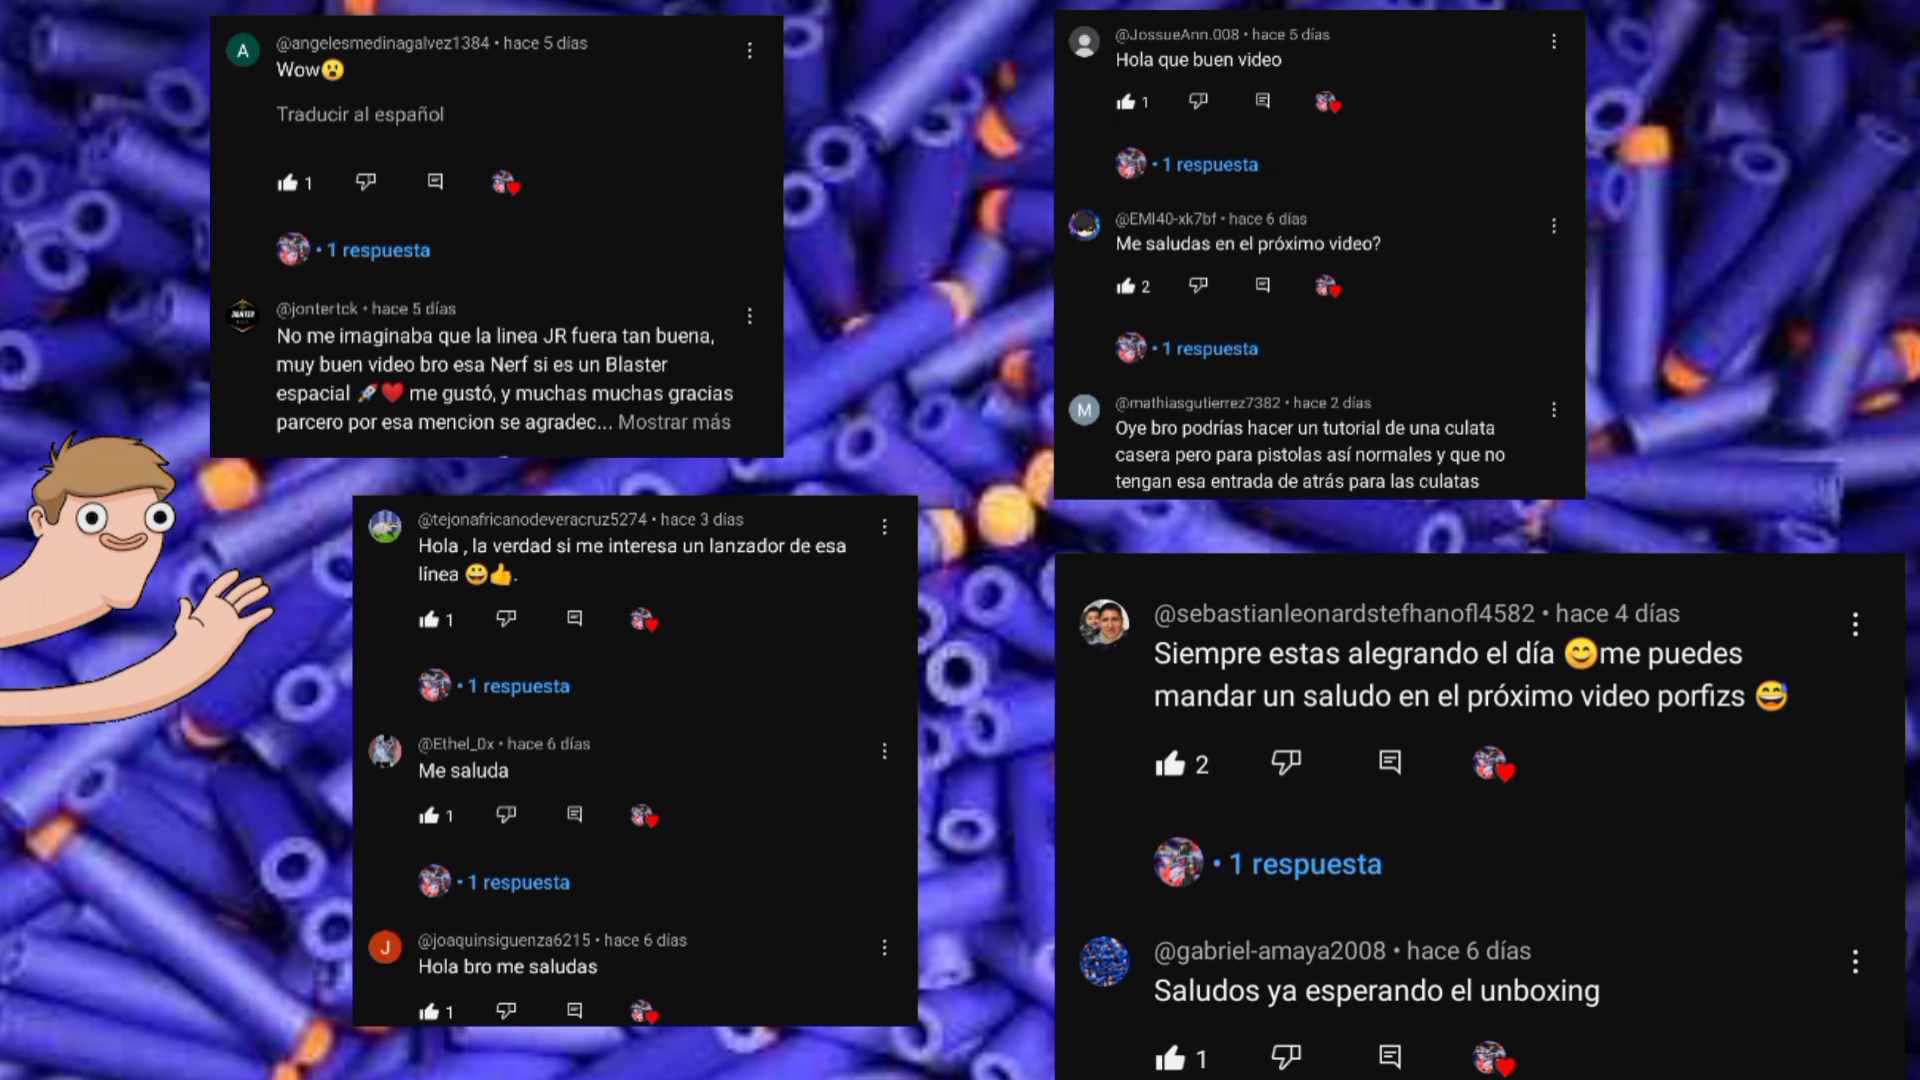 @angelesmedinagalvez1384 • hace 5 días
Wow😮
Traducir al español
1
• 1 respuesta
@jontertck • hace 5 días
No me imaginaba que la linea JR fuera tan buena,
muy buen video bro esa Nerf si es un Blaster
espacial 🚀❤️ me gustó, y muchas muchas gracias
parcero por esa mencion se agradec... Mostrar más
@JossueAnn.008 • hace 5 días
Hola que buen video
1
• 1 respuesta
@EMI40-xk7bf • hace 6 días
Me saludas en el próximo video?
2
• 1 respuesta
@mathiasgutierrez7382 • hace 2 días
Oye bro podrías hacer un tutorial de una culata
casera pero para pistolas así normales y que no
tengan esa entrada de atrás para las culatas
@tejonafricanodeveracruz5274 • hace 3 días
Hola , la verdad si me interesa un lanzador de esa
línea 😀👍.
1
• 1 respuesta
@Ethel_0x • hace 6 días
Me saluda
1
• 1 respuesta
@joaquinsiguenza6215 • hace 6 días
Hola bro me saludas
1
@sebastianleonardstefhanofl4582 • hace 4 días
Siempre estas alegrando el día 😊me puedes
mandar un saludo en el próximo video porfizs 😅
2
• 1 respuesta
@gabriel-amaya2008 • hace 6 días
Saludos ya esperando el unboxing
1
A
M
J